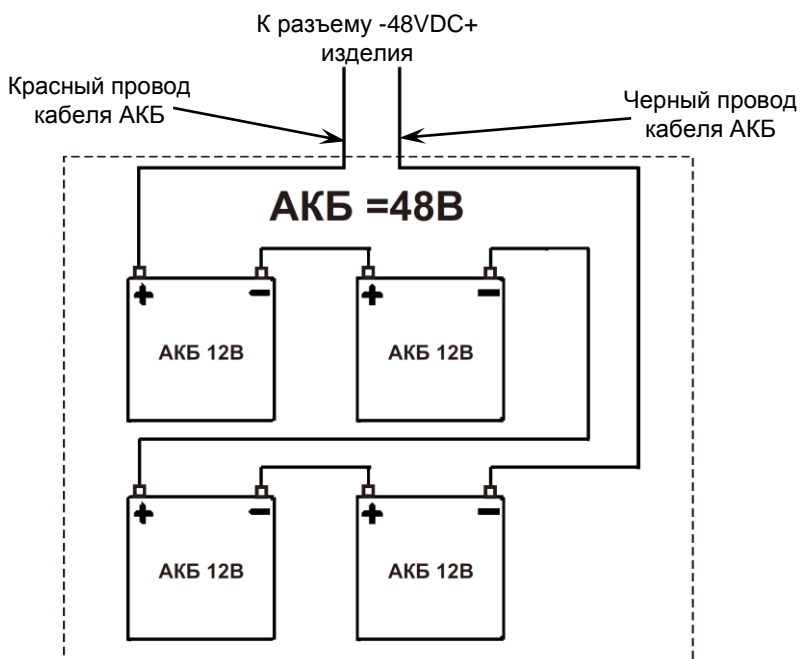 К разъему -48VDC+
изделия
Красный провод
кабеля АКБ
Черный провод
кабеля АКБ
АКБ =48В
+ -
+ -
АКБ 12В
АКБ 12В
+ -
+ -
АКБ 12В
АКБ 12В